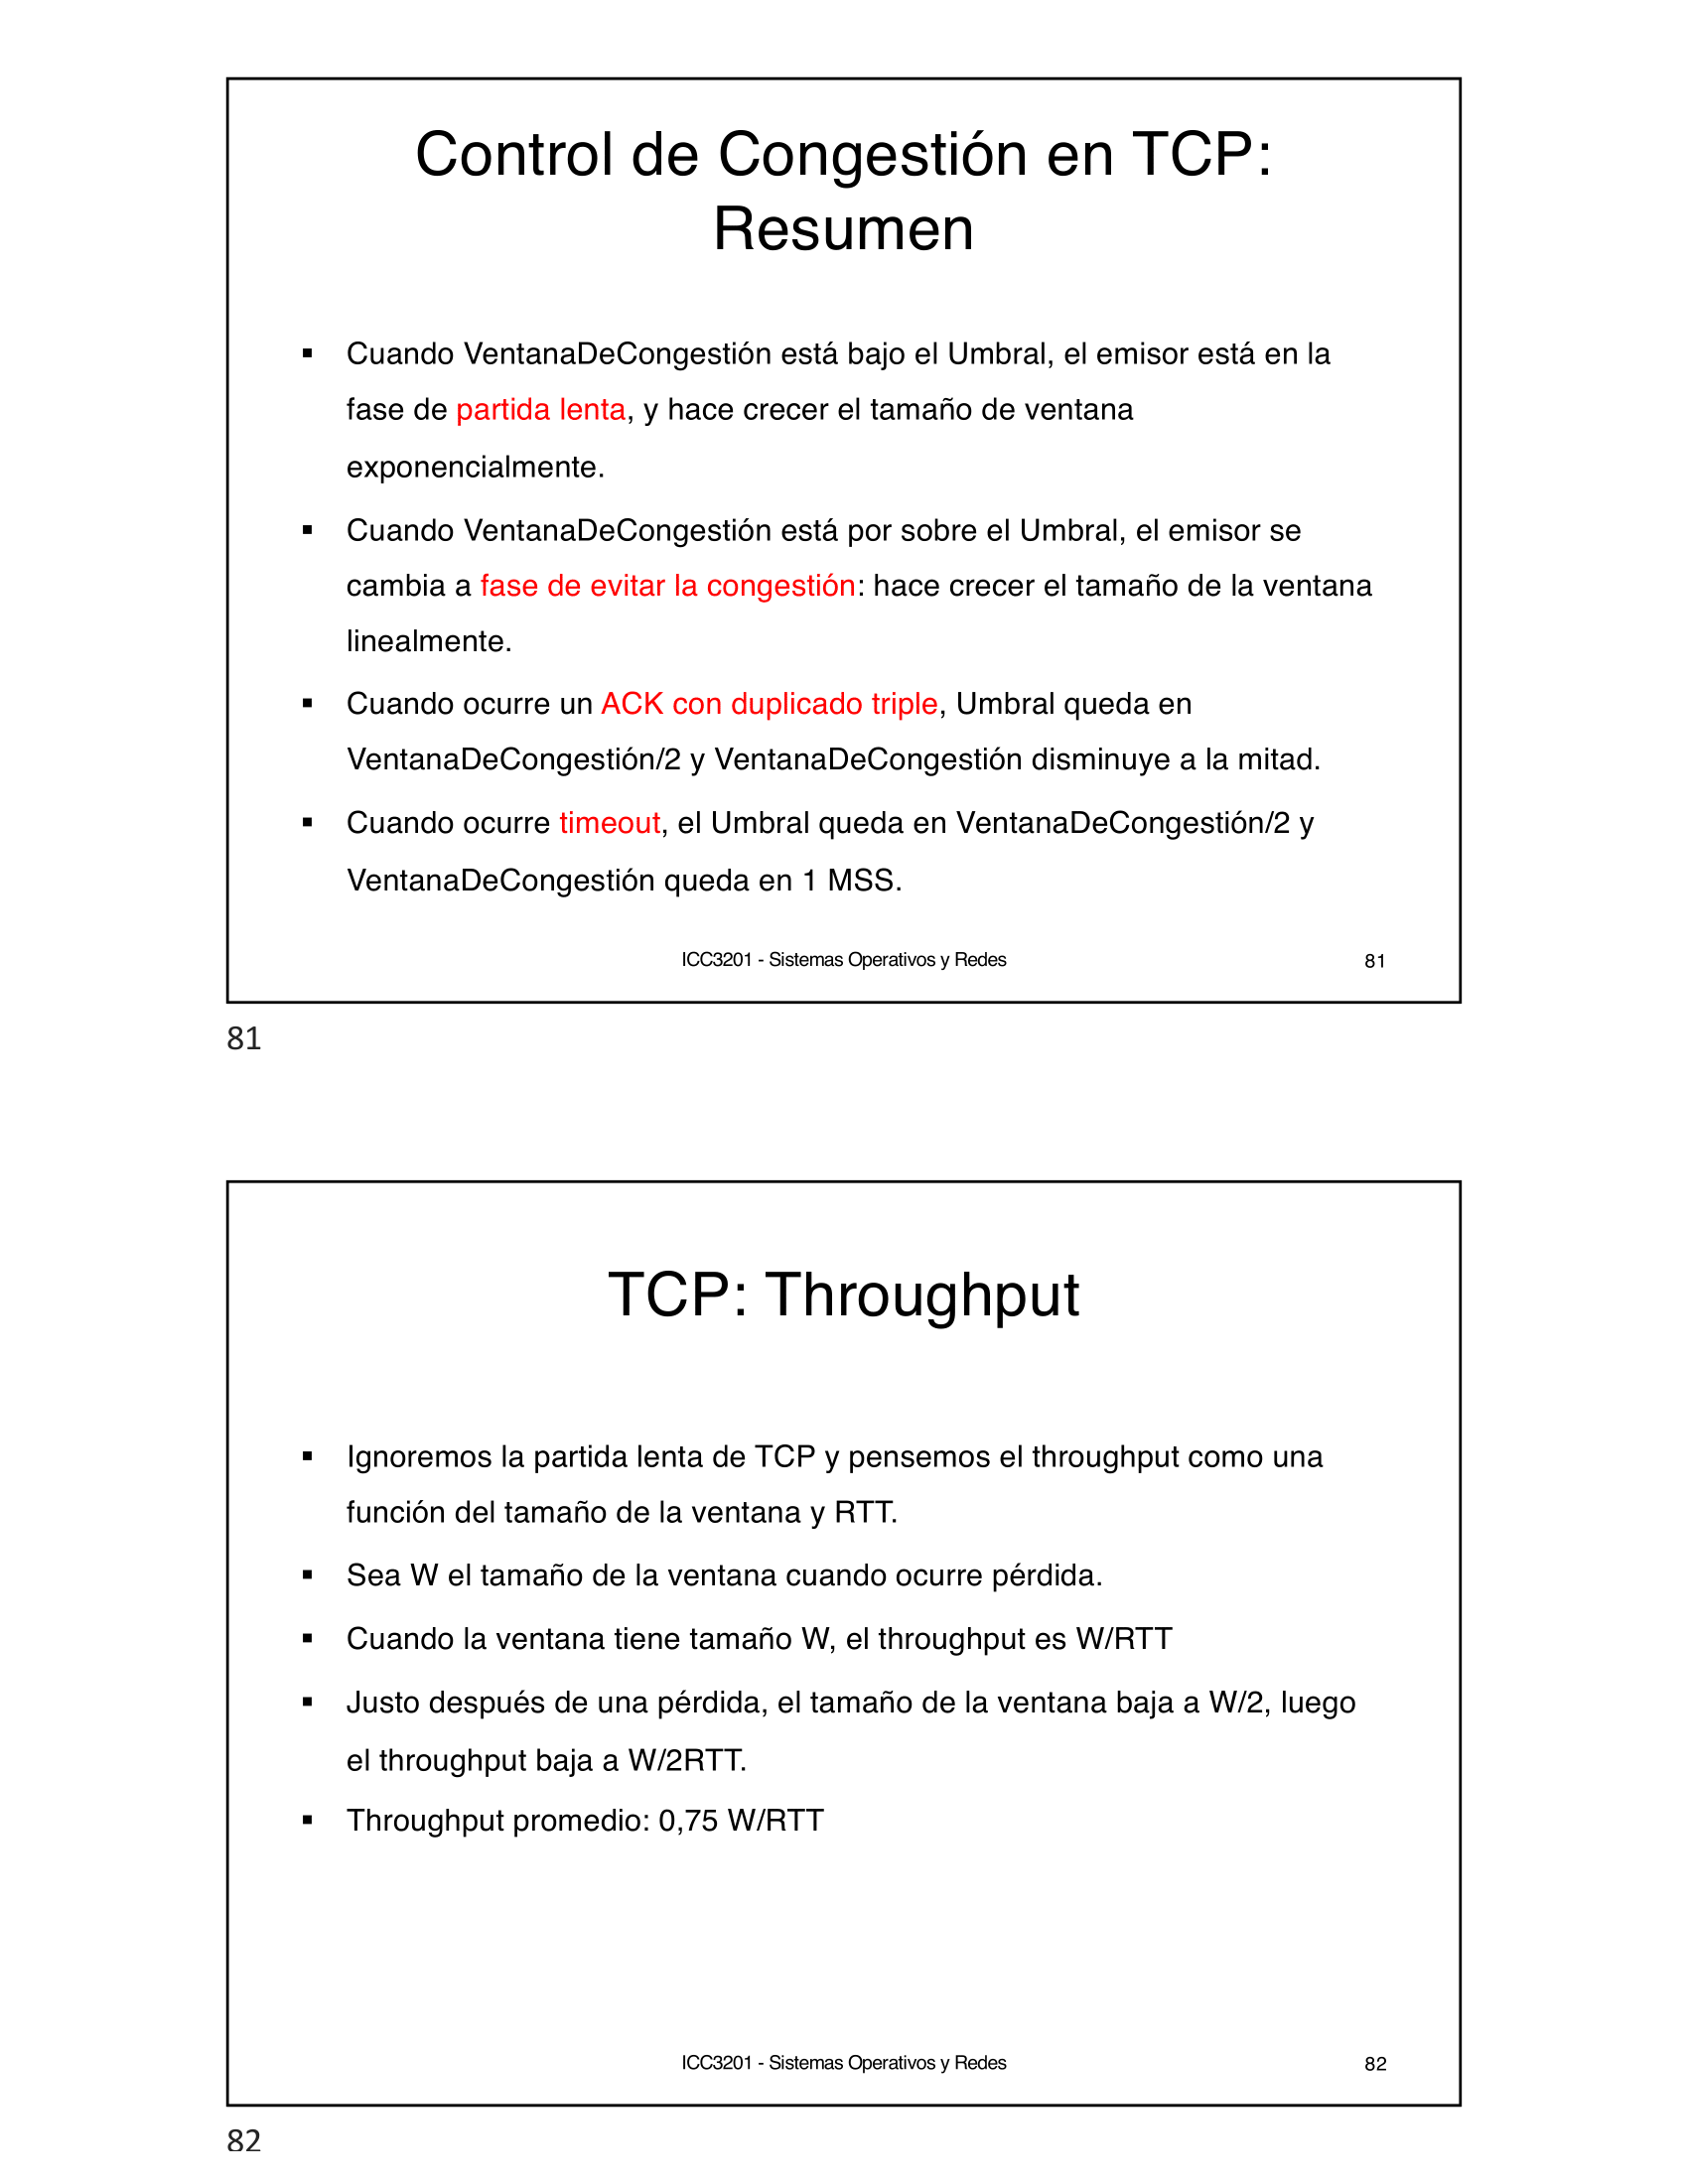 Control de Congestión en TCP:
Resumen
▪ Cuando VentanaDeCongestión está bajo el Umbral, el emisor está en la
fase de partida lenta, y hace crecer el tamaño de ventana
exponencialmente.
▪ Cuando VentanaDeCongestión está por sobre el Umbral, el emisor se
cambia a fase de evitar la congestión: hace crecer el tamaño de la ventana
linealmente.
▪ Cuando ocurre un ACK con duplicado triple, Umbral queda en
VentanaDeCongestión/2 y VentanaDeCongestión disminuye a la mitad.
▪ Cuando ocurre timeout, el Umbral queda en VentanaDeCongestión/2 y
VentanaDeCongestión queda en 1 MSS.
ICC3201 - Sistemas Operativos y Redes 81
81
TCP: Throughput
▪ Ignoremos la partida lenta de TCP y pensemos el throughput como una
función del tamaño de la ventana y RTT.
▪ Sea W el tamaño de la ventana cuando ocurre pérdida.
▪ Cuando la ventana tiene tamaño W, el throughput es W/RTT
▪ Justo después de una pérdida, el tamaño de la ventana baja a W/2, luego
el throughput baja a W/2RTT.
▪ Throughput promedio: 0,75 W/RTT
ICC3201 - Sistemas Operativos y Redes 82
82